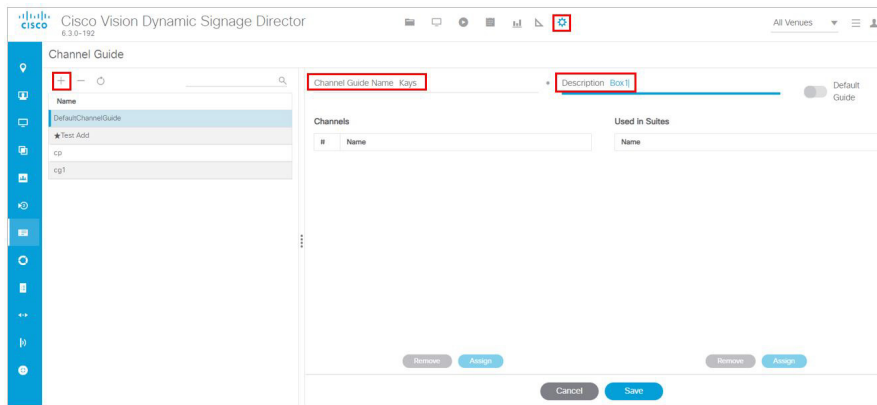 cisco Cisco Vision Dynamic Signage Director
6.3.0-192
All Venues
Channel Guide
Channel Guide Name Kays * Description Box1
Default
Guide
Name
DefaultChannelGuide
★Test Add
cp
cg1
Channels
# Name
Used in Suites
Name
Remove Assign
Remove Assign
Cancel Save